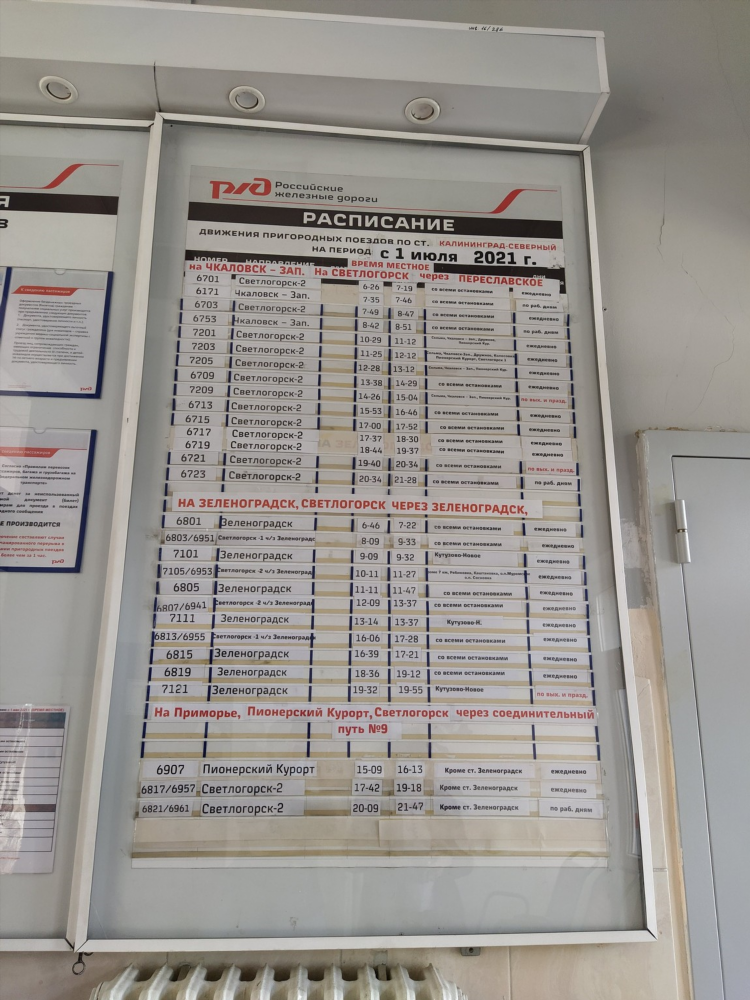 РЖД Российские
железные дороги
РАСПИСАНИЕ
ДВИЖЕНИЯ ПРИГОРОДНЫХ ПОЕЗДОВ ПО СТ. КАЛИНИНГРАД-СЕВЕРНЫЙ
НА ПЕРИОД с 1 июля 2021 г.
НОМЕР НАПРАВЛЕНИЕ ВРЕМЯ МЕСТНОЕ
на ЧКАЛОВСК – ЗАП. На СВЕТЛОГОРСК через ПЕРЕСЛАВСКОЕ
6701 Светлогорск-2 6-26 7-19 со всеми остановками ежедневно
6171 Чкаловск – Зап. 7-35 7-46 со всеми остановками по раб. дням
6703 Светлогорск-2 7-49 8-47 со всеми остановками ежедневно
6753 Чкаловск – Зап. 8-42 8-51 со всеми остановками ежедневно
7201 Светлогорск-2 10-29 11-12 ежедневно
7203 Светлогорск-2 11-25 12-12 ежедневно
7205 Светлогорск-2 12-28 13-12 ежедневно
6709 Светлогорск-2 13-38 14-29 со всеми остановками ежедневно
7209 Светлогорск-2 14-26 15-04 по вых. и празд.
6713 Светлогорск-2 15-53 16-46 со всеми остановками ежедневно
6715 Светлогорск-2 17-00 17-52 со всеми остановками ежедневно
6717 Светлогорск-2 17-37 18-30 со всеми остановками ежедневно
6719 Светлогорск-2 18-44 19-37 со всеми остановками ежедневно
6721 Светлогорск-2 19-40 20-34 со всеми остановками по вых. и празд.
6723 Светлогорск-2 20-34 21-28 со всеми остановками по раб. дням
НА ЗЕЛЕНОГРАДСК, СВЕТЛОГОРСК ЧЕРЕЗ ЗЕЛЕНОГРАДСК,
6801 Зеленоградск 6-46 7-22 со всеми остановками ежедневно
6803/6951 Светлогорск -1 ч/з Зеленоградск 8-09 9-33 со всеми остановками ежедневно
7101 Зеленоградск 9-09 9-32 Кутузово-Новое ежедневно
7105/6953 Светлогорск -2 ч/з Зеленоградск 10-11 11-27 ежедневно
6805 Зеленоградск 11-11 11-47 со всеми остановками ежедневно
6807/6941 Светлогорск -2 ч/з Зеленоградск 12-09 13-37 со всеми остановками ежедневно
7111 Зеленоградск 13-14 13-37 Кутузово-Н. ежедневно
6813/6955 Светлогорск -1 ч/з Зеленоградск 16-06 17-28 со всеми остановками ежедневно
6815 Зеленоградск 16-39 17-21 со всеми остановками ежедневно
6819 Зеленоградск 18-36 19-12 со всеми остановками ежедневно
7121 Зеленоградск 19-32 19-55 Кутузово-Новое по вых. и празд.
На Приморье, Пионерский Курорт, Светлогорск через соединительный
путь №9
6907 Пионерский Курорт 15-09 16-13 Кроме ст. Зеленоградск ежедневно
6817/6957 Светлогорск-2 17-42 19-18 Кроме ст. Зеленоградск ежедневно
6821/6961 Светлогорск-2 20-09 21-47 Кроме ст. Зеленоградск по раб. дням